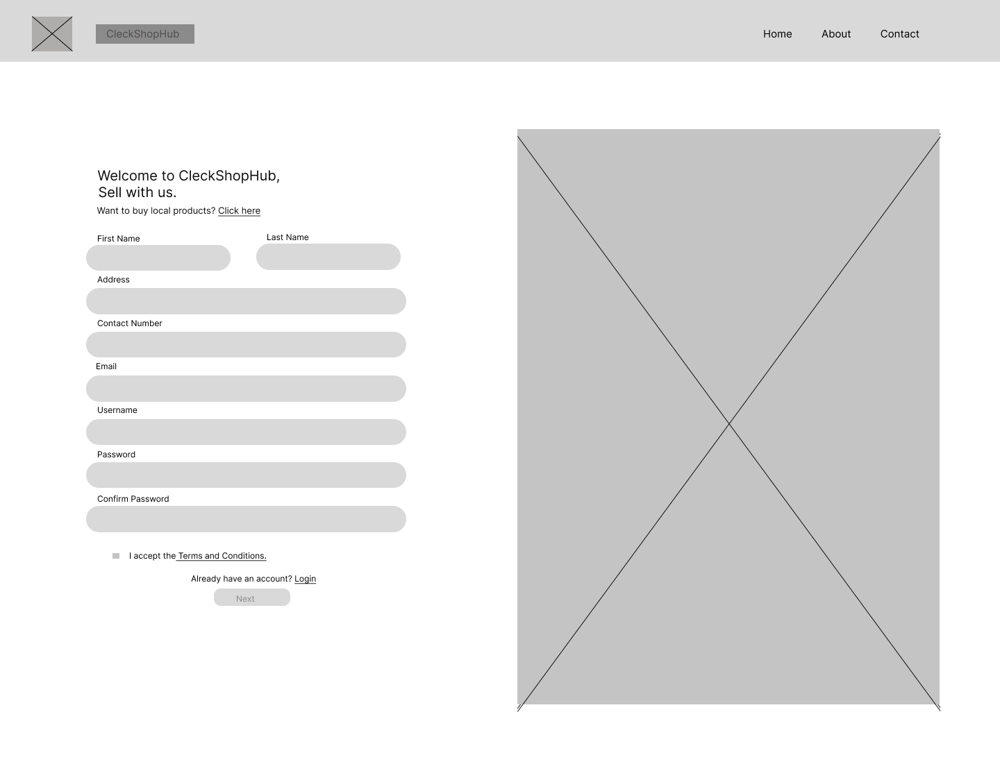 CleckShopHub
Home
About
Contact
Welcome to CleckShopHub,
Sell with us.
Want to buy local products? Click here
First Name
Last Name
Address
Contact Number
Email
Username
Password
Confirm Password
I accept the Terms and Conditions.
Already have an account? Login
Next